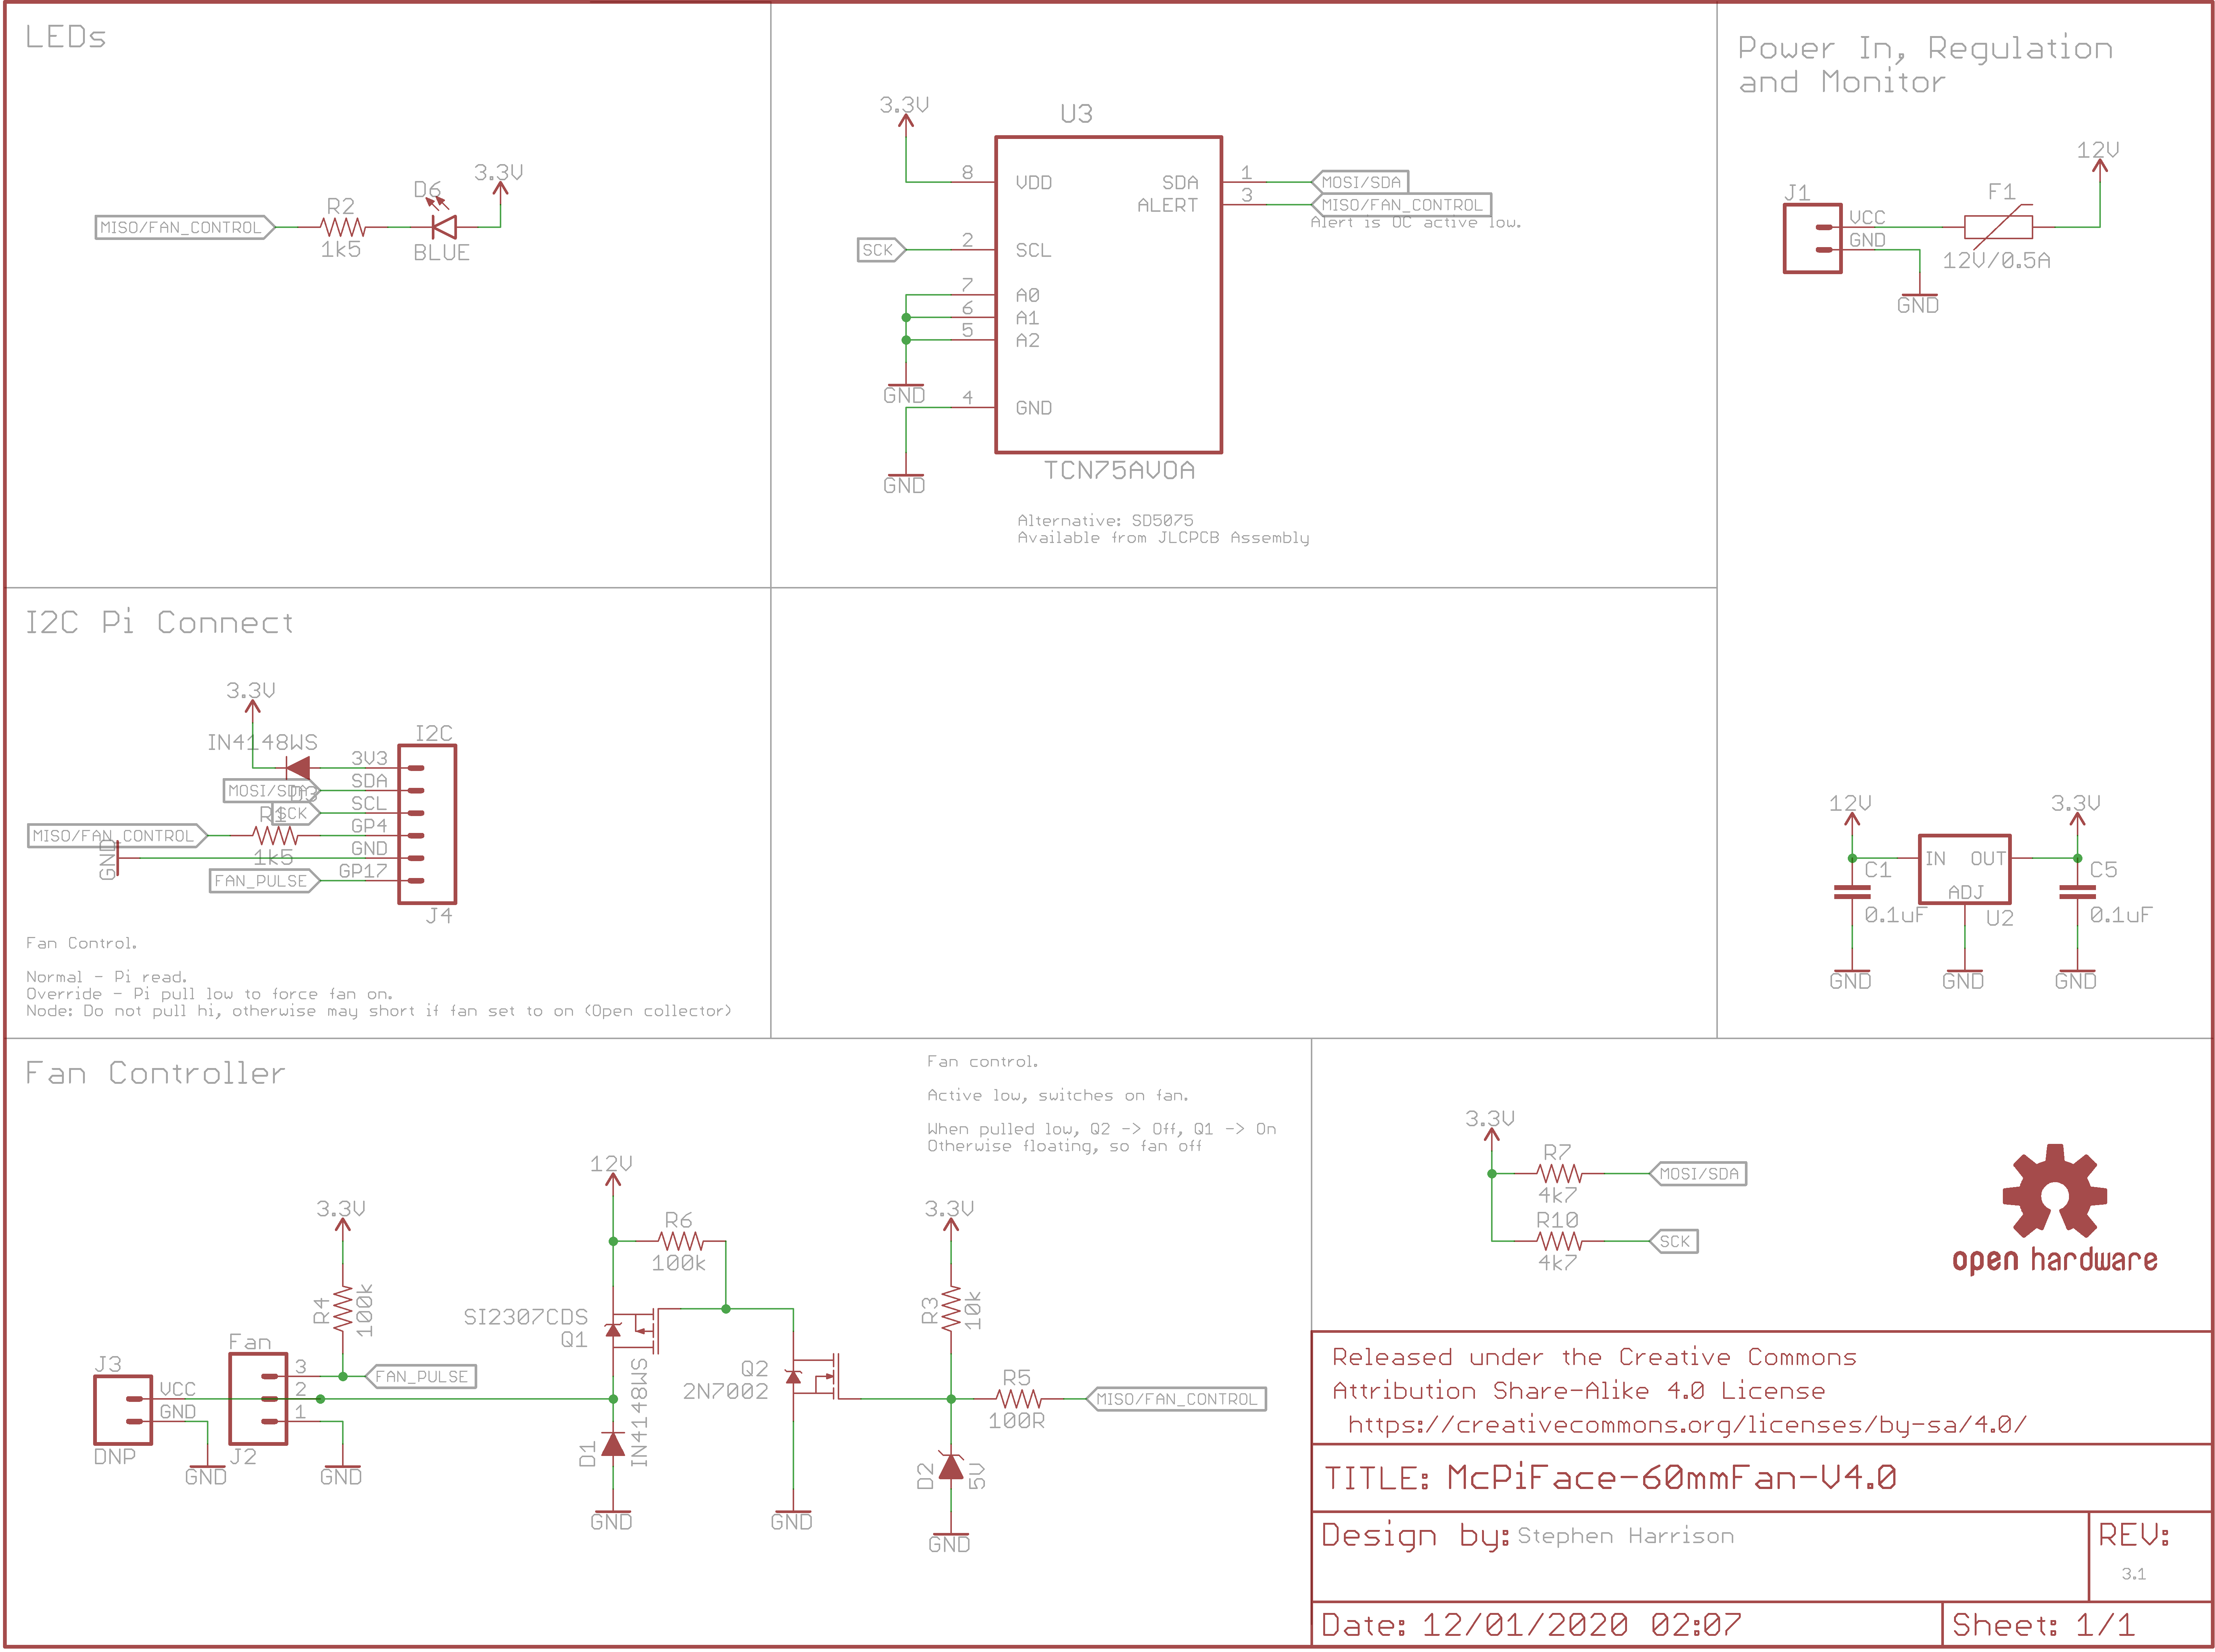 LEDs
MISO/FAN_CONTROL
R2
1k5
D6
BLUE
3.3V
3.3V
U3
8
VDD
SDA
1
MOSI/SDA
ALERT
3
MISO/FAN_CONTROL
Alert is OC active low.
SCK
2
SCL
7
A0
6
A1
5
A2
GND
4
GND
GND
TCN75AVOA
Alternative: SD5075
Available from JLCPCB Assembly
Power In, Regulation
and Monitor
12V
J1
VCC
GND
F1
12V/0.5A
GND
12V
3.3V
IN
OUT
ADJ
C1
0.1uF
U2
C5
0.1uF
GND
GND
GND
I2C Pi Connect
3.3V
IN4148WS
I2C
3V3
MOSI/SDA
D3
SDA
SCK
SCL
R1
MISO/FAN_CONTROL
1k5
GP4
GND
GND
FAN_PULSE
GP17
J4
Fan Control.
Normal - Pi read.
Override - Pi pull low to force fan on.
Node: Do not pull hi, otherwise may short if fan set to on (Open collector)
Fan Controller
Fan control.
Active low, switches on fan.
When pulled low, Q2 -> Off, Q1 -> On
Otherwise floating, so fan off
12V
3.3V
R6
100k
3.3V
R4
100k
SI2307CDS
Q1
R3
10k
J3
VCC
GND
DNP
GND
Fan
3
2
1
J2
GND
FAN_PULSE
Q2
2N7002
IN4148WS
D1
GND
GND
R5
100R
MISO/FAN_CONTROL
D2
5V
GND
3.3V
R7
4k7
MOSI/SDA
R10
4k7
SCK
open hardware
Released under the Creative Commons
Attribution Share-Alike 4.0 License
https://creativecommons.org/licenses/by-sa/4.0/
TITLE: McPiFace-60mmFan-V4.0
Design by: Stephen Harrison
REV:
3.1
Date: 12/01/2020 02:07
Sheet: 1/1